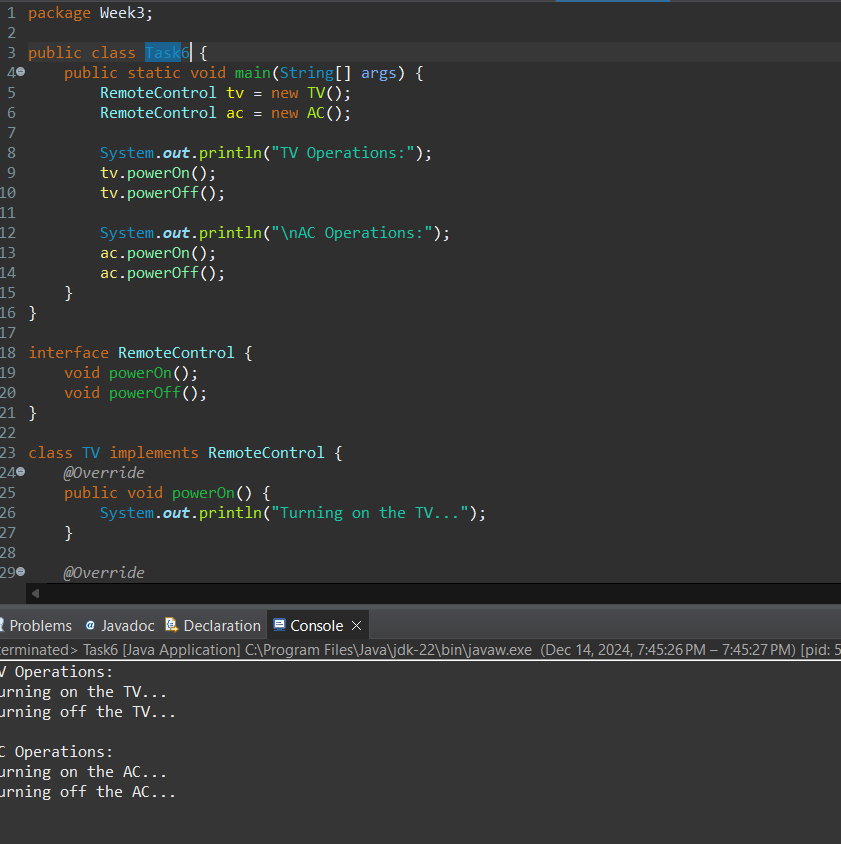 1 package Week3;
2
3 public class Task6 {
4 public static void main(String[] args) {
5 RemoteControl tv = new TV();
6 RemoteControl ac = new AC();
7
8 System.out.println("TV Operations:");
9 tv.powerOn();
10 tv.powerOff();
11
12 System.out.println("\nAC Operations:");
13 ac.powerOn();
14 ac.powerOff();
15 }
16 }
17
18 interface RemoteControl {
19 void powerOn();
20 void powerOff();
21 }
22
23 class TV implements RemoteControl {
24 @Override
25 public void powerOn() {
26 System.out.println("Turning on the TV...");
27 }
28
29 @Override
Problems @ Javadoc Declaration Console
terminated> Task6 [Java Application] C:\Program Files\Java\jdk-22\bin\javaw.exe (Dec 14, 2024, 7:45:26 PM – 7:45:27 PM) [pid: 5
V Operations:
urning on the TV...
urning off the TV...

C Operations:
urning on the AC...
urning off the AC...